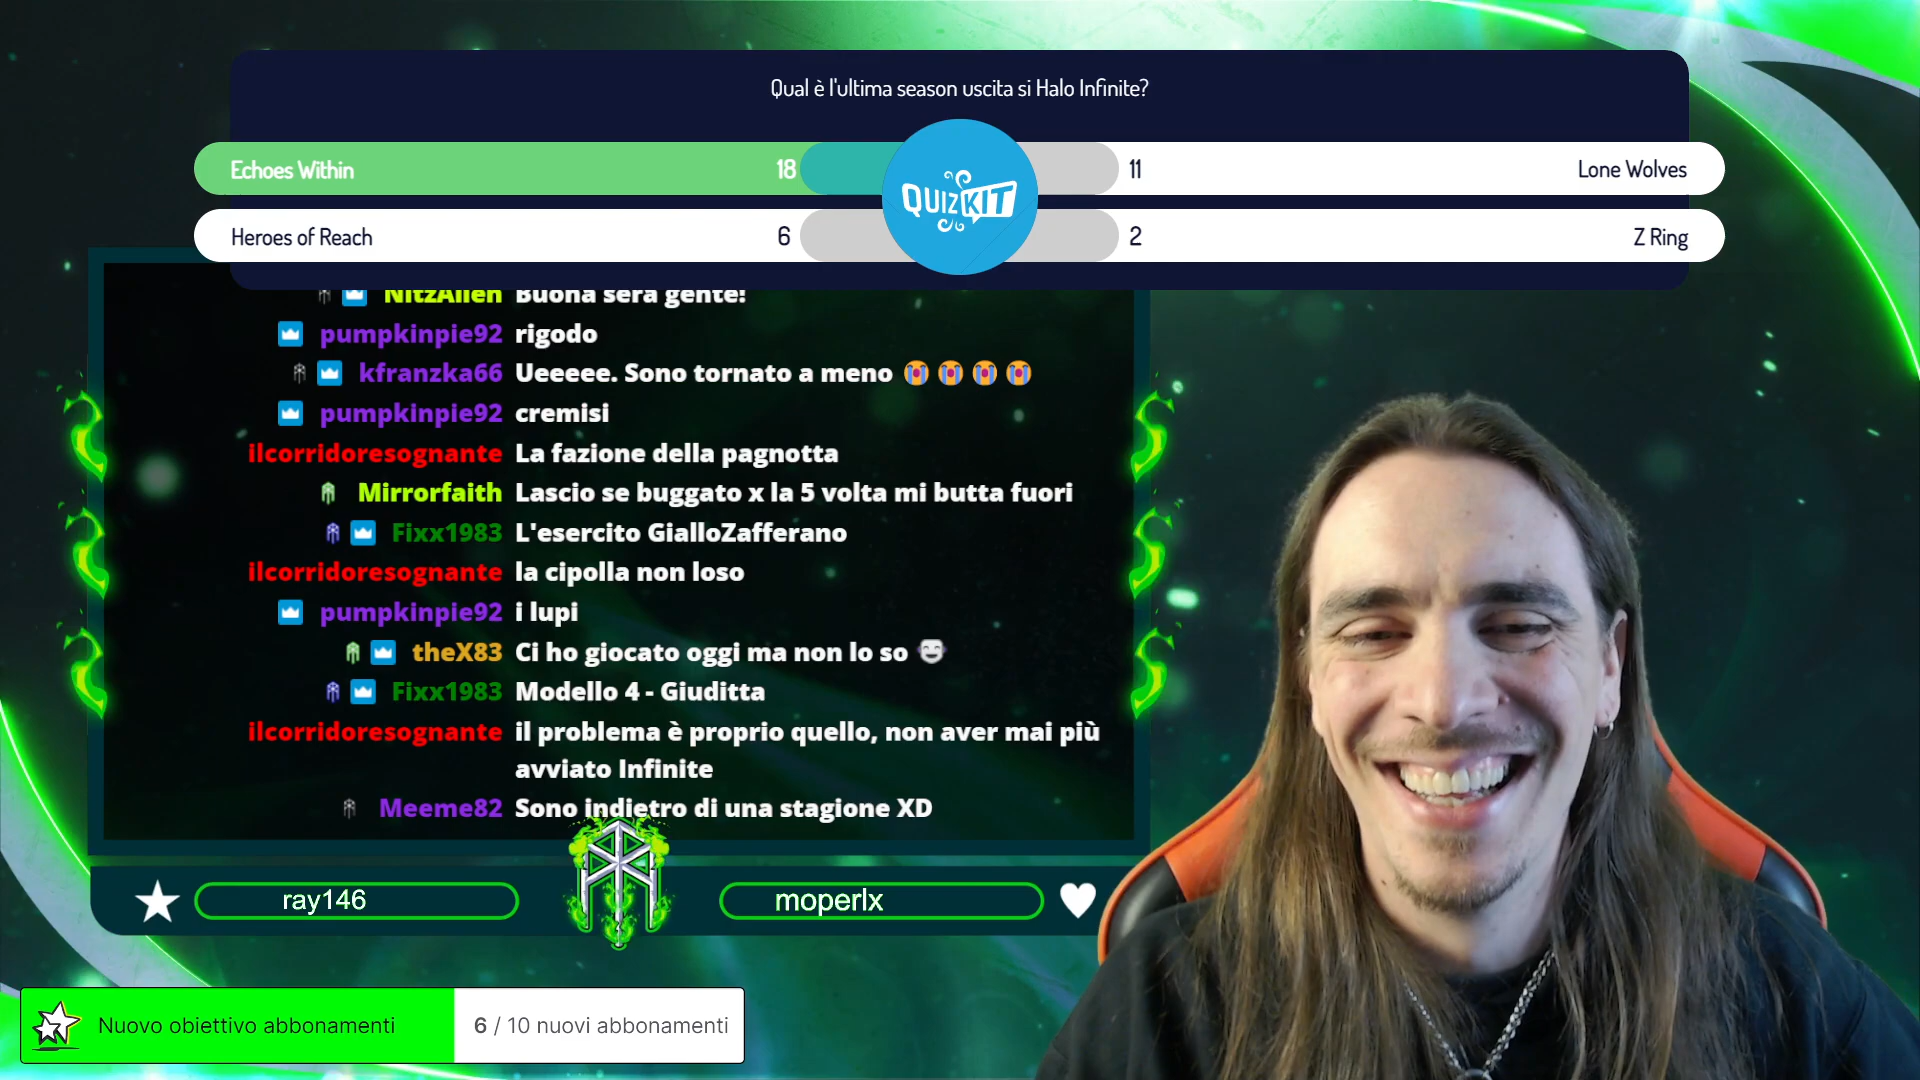 Qual è l'ultima season uscita si Halo Infinite?
Echoes Within 18
11 Lone Wolves
Heroes of Reach 6
2 Z Ring
QUIZKIT
NitzAlien Buona sera gente!
pumpkinpie92 rigodo
kfranzka66 Ueeeee. Sono tornato a meno 😭 😭 😭 😭
pumpkinpie92 cremisi
ilcorridoresognante La fazione della pagnotta
Mirrorfaith Lascio se buggato x la 5 volta mi butta fuori
Fixx1983 L'esercito GialloZafferano
ilcorridoresognante la cipolla non loso
pumpkinpie92 i lupi
theX83 Ci ho giocato oggi ma non lo so
Fixx1983 Modello 4 - Giuditta
ilcorridoresognante il problema è proprio quello, non aver mai più
avviato Infinite
Meeme82 Sono indietro di una stagione XD
ray146
moperlx
Nuovo obiettivo abbonamenti
6 / 10 nuovi abbonamenti